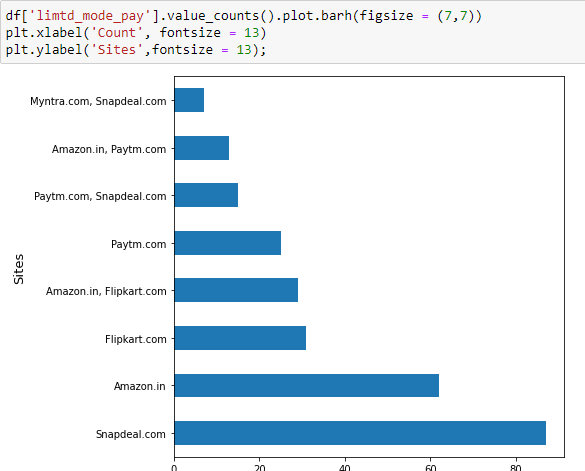 df['limtd_mode_pay'].value_counts().plot.barh(figsize = (7,7))
plt.xlabel('Count', fontsize = 13)
plt.ylabel('Sites',fontsize = 13);
Myntra.com, Snapdeal.com
Amazon.in, Paytm.com
Paytm.com, Snapdeal.com
Paytm.com
Amazon.in, Flipkart.com
Flipkart.com
Amazon.in
Snapdeal.com
Sites
0 20 40 60 80